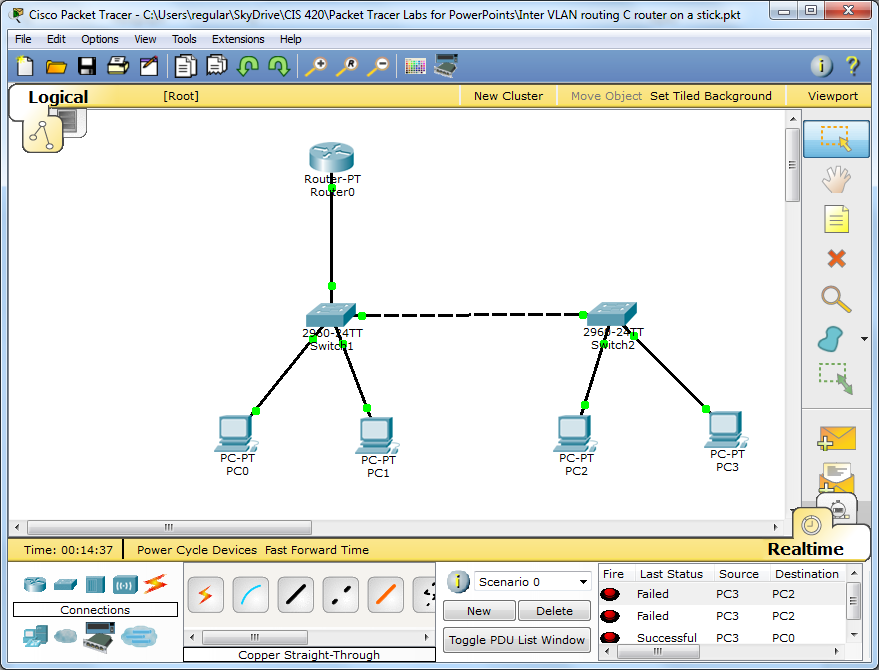 Cisco Packet Tracer - C:\Users\regular\SkyDrive\CIS 420\Packet Tracer Labs for PowerPoints\Inter VLAN routing C router on a stick.pkt
File Edit Options View Tools Extensions Help
Logical [Root] New Cluster Move Object Set Tiled Background Viewport
Router-PT
Router0
2960-24TT
Switch1
2960-24TT
Switch2
PC-PT
PC0
PC-PT
PC1
PC-PT
PC2
PC-PT
PC3
Time: 00:14:37 Power Cycle Devices Fast Forward Time
Realtime
Connections
Copper Straight-Through
Scenario 0
New Delete
Toggle PDU List Window
Fire Last Status Source Destination
Failed PC3 PC2
Failed PC3 PC2
Successful PC3 PC0